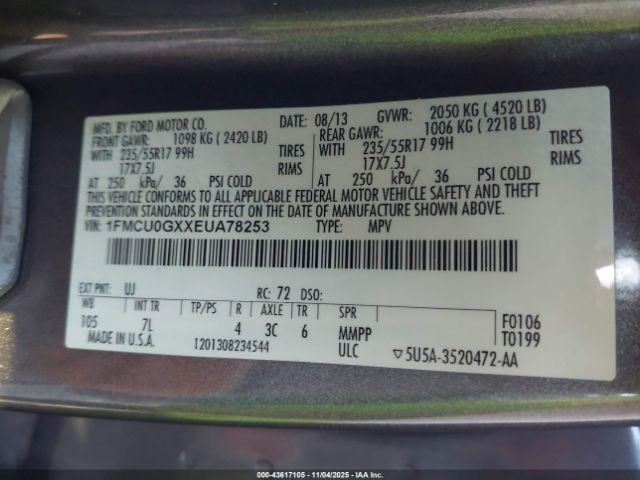 MFD. BY FORD MOTOR CO. DATE: 08/13 GVWR: 2050 KG ( 4520 LB)
FRONT GAWR: 1098 KG ( 2420 LB) REAR GAWR: 1006 KG ( 2218 LB)
WITH 235/55R17 99H TIRES WITH 235/55R17 99H TIRES
17X7.5J RIMS 17X7.5J RIMS
AT 250 kPa/ 36 PSI COLD AT 250 kPa/ 36 PSI COLD
THIS VEHICLE CONFORMS TO ALL APPLICABLE FEDERAL MOTOR VEHICLE SAFETY AND THEFT
PREVENTION STANDARDS IN EFFECT ON THE DATE OF MANUFACTURE SHOWN ABOVE.
VIN: 1FMCU0GXXEUA78253 TYPE: MPV
EXT PNT: UJ RC: 72 DSO:
WB INT TR TP/PS R AXLE TR SPR
105 7L 4 3C 6 MMPP F0106
MADE IN U.S.A. 1201308234544 ULC T0199
▽5U5A-3520472-AA
000-43617105 - 11/04/2025 - IAAI Inc.